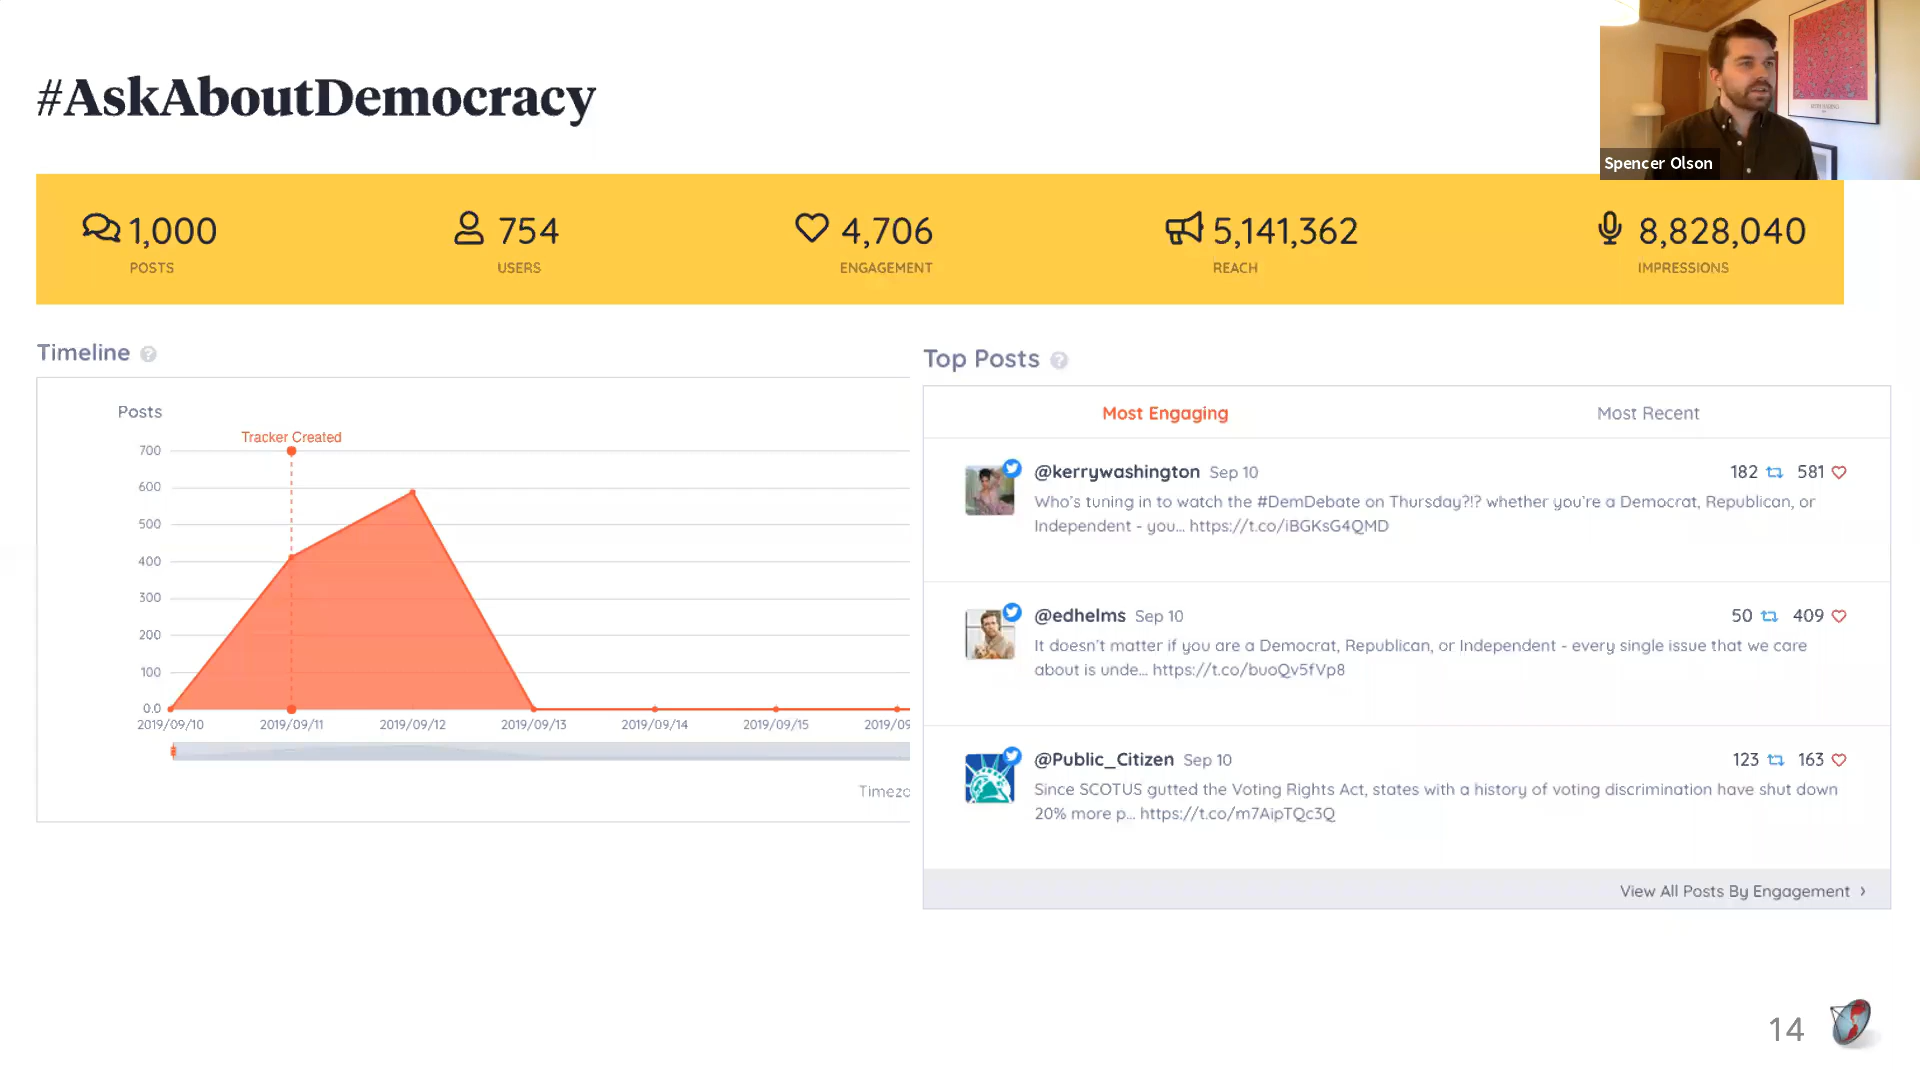 #AskAboutDemocracy
Spencer Olson
1,000
POSTS
754
USERS
4,706
ENGAGEMENT
5,141,362
REACH
8,828,040
IMPRESSIONS
Timeline ?
Posts
Tracker Created
700
600
500
400
300
200
100
0.0
2019/09/10 2019/09/11 2019/09/12 2019/09/13 2019/09/14 2019/09/15 2019/09
Timezo
Top Posts ?
Most Engaging Most Recent
@kerrywashington Sep 10 182 581
Who's tuning in to watch the #DemDebate on Thursday?!? whether you're a Democrat, Republican, or
Independent - you... https://t.co/iBGKsG4QMD
@edhelms Sep 10 50 409
It doesn't matter if you are a Democrat, Republican, or Independent - every single issue that we care
about is unde... https://t.co/buoQv5fVp8
@Public_Citizen Sep 10 123 163
Since SCOTUS gutted the Voting Rights Act, states with a history of voting discrimination have shut down
20% more p... https://t.co/m7AipTQc3Q
View All Posts By Engagement ›
14